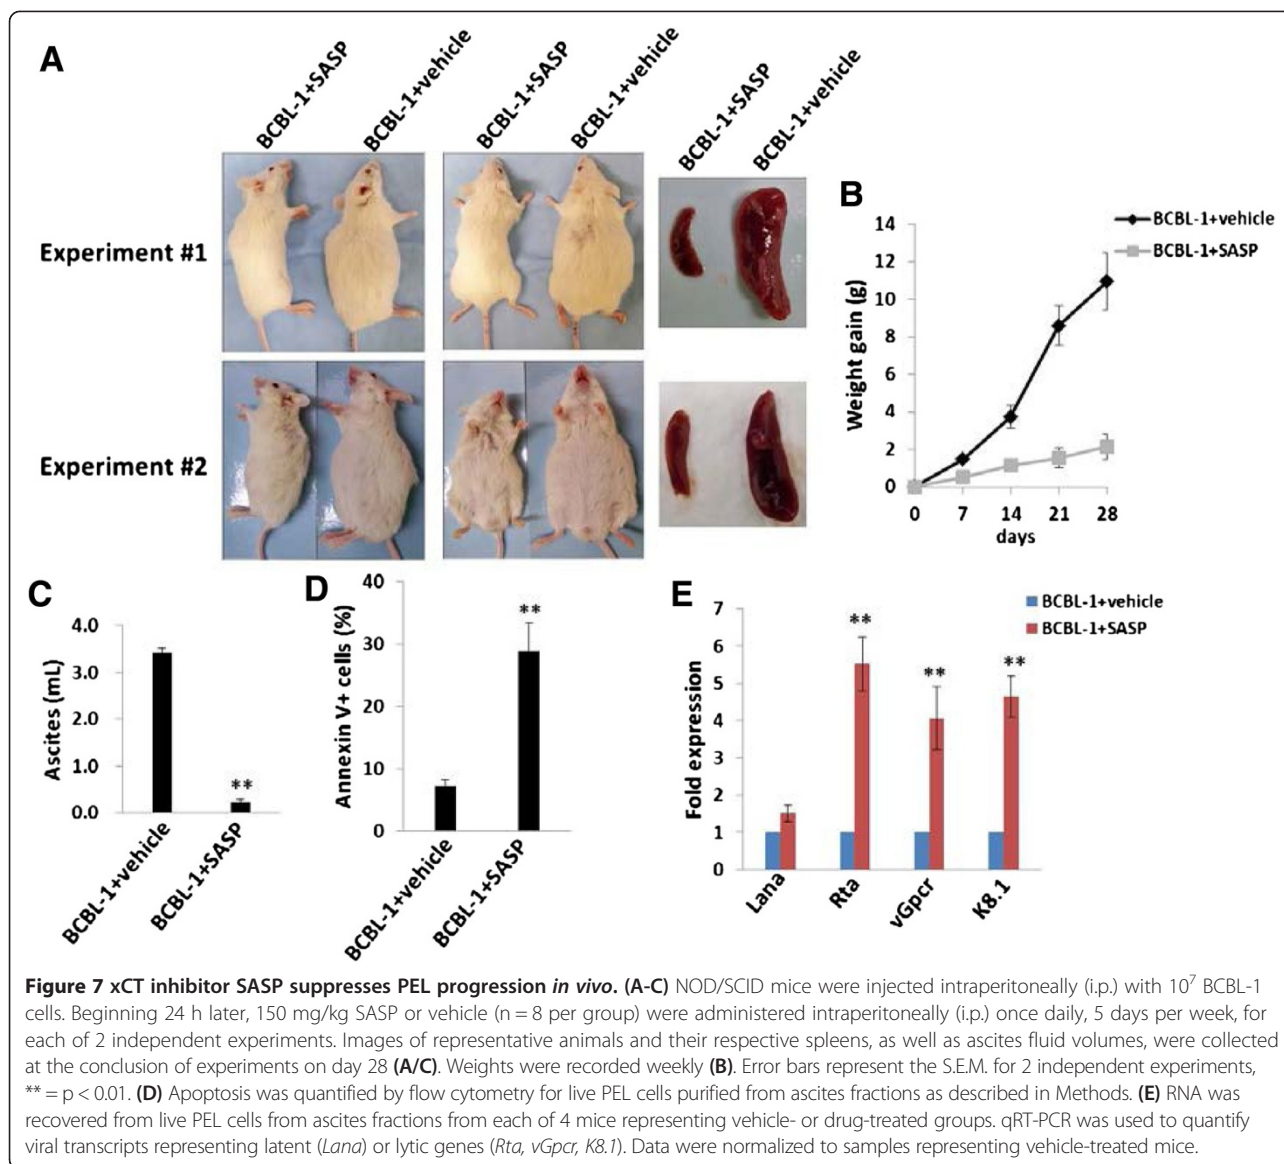 A
BCBL-1+SASP
BCBL-1+vehicle
BCBL-1+SASP
BCBL-1+vehicle
BCBL-1+SASP
BCBL-1+vehicle
Experiment #1
Experiment #2
B
BCBL-1+vehicle
BCBL-1+SASP
Weight gain (g)
14
12
10
8
6
4
2
0
0 7 14 21 28
days
C
Ascites (mL)
4.0
3.0
2.0
1.0
0.0
**
BCBL-1+vehicle
BCBL-1+SASP
D
Annexin V+ cells (%)
40
30
20
10
0
**
BCBL-1+vehicle
BCBL-1+SASP
E
BCBL-1+vehicle
BCBL-1+SASP
Fold expression
7
6
5
4
3
2
1
0
**
**
**
Lana
Rta
vGpcr
K8.1
Figure 7 xCT inhibitor SASP suppresses PEL progression in vivo. (A-C) NOD/SCID mice were injected intraperitoneally (i.p.) with 10⁷ BCBL-1
cells. Beginning 24 h later, 150 mg/kg SASP or vehicle (n = 8 per group) were administered intraperitoneally (i.p.) once daily, 5 days per week, for
each of 2 independent experiments. Images of representative animals and their respective spleens, as well as ascites fluid volumes, were collected
at the conclusion of experiments on day 28 (A/C). Weights were recorded weekly (B). Error bars represent the S.E.M. for 2 independent experiments,
** = p < 0.01. (D) Apoptosis was quantified by flow cytometry for live PEL cells purified from ascites fractions as described in Methods. (E) RNA was
recovered from live PEL cells from ascites fractions from each of 4 mice representing vehicle- or drug-treated groups. qRT-PCR was used to quantify
viral transcripts representing latent (Lana) or lytic genes (Rta, vGpcr, K8.1). Data were normalized to samples representing vehicle-treated mice.